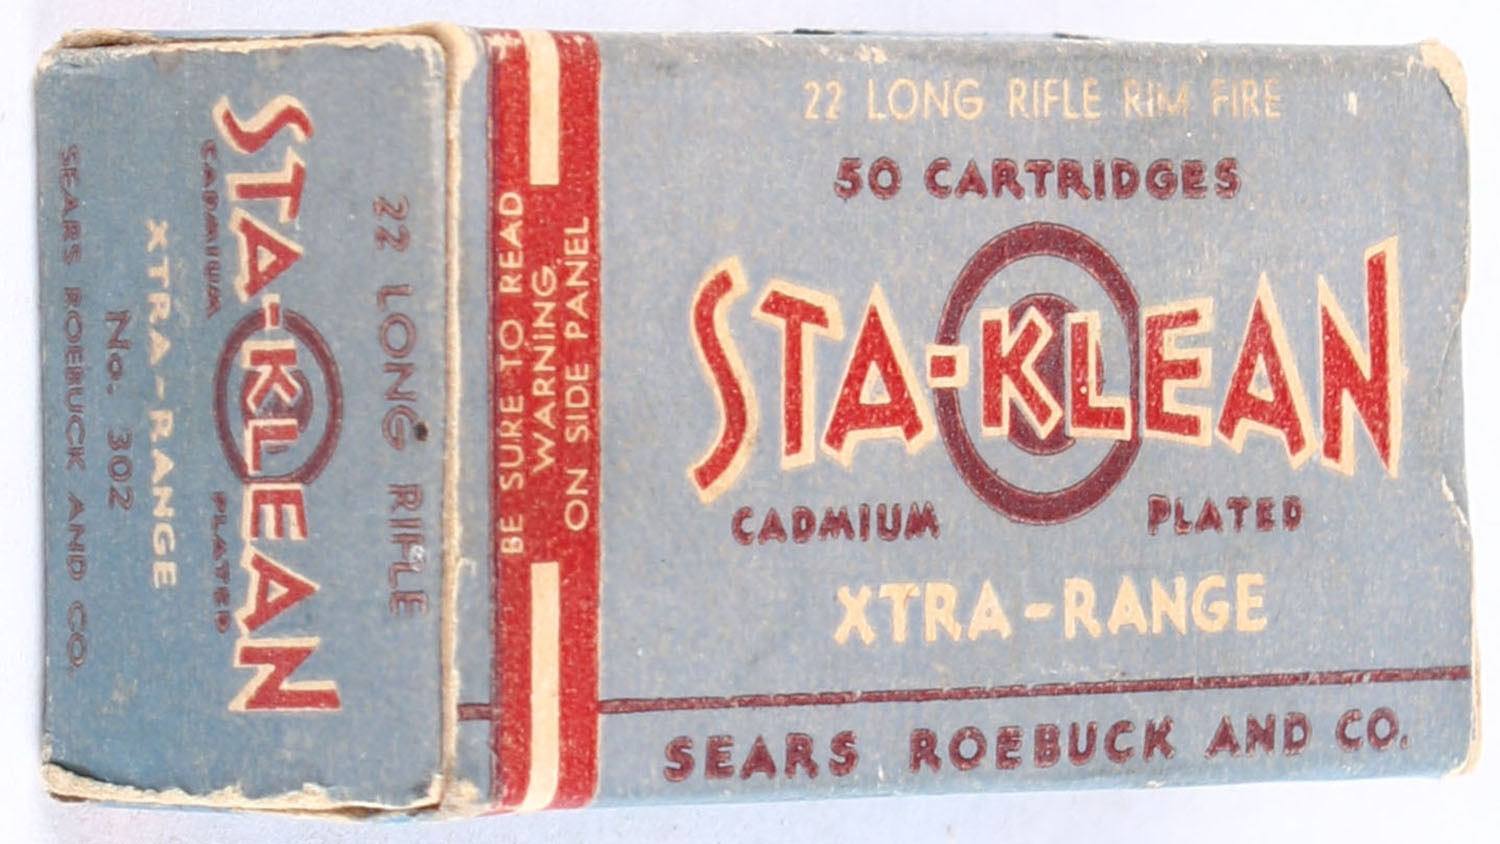 22 LONG RIFLE RIM FIRE
50 CARTRIDGES
STA-KLEAN
CADMIUM PLATED
XTRA-RANGE
SEARS ROEBUCK AND CO.
BE SURE TO READ
WARNING
ON SIDE PANEL
22 LONG RIFLE
STA-KLEAN
CADMIUM PLATED
XTRA-RANGE
No. 302
SEARS ROEBUCK AND CO.